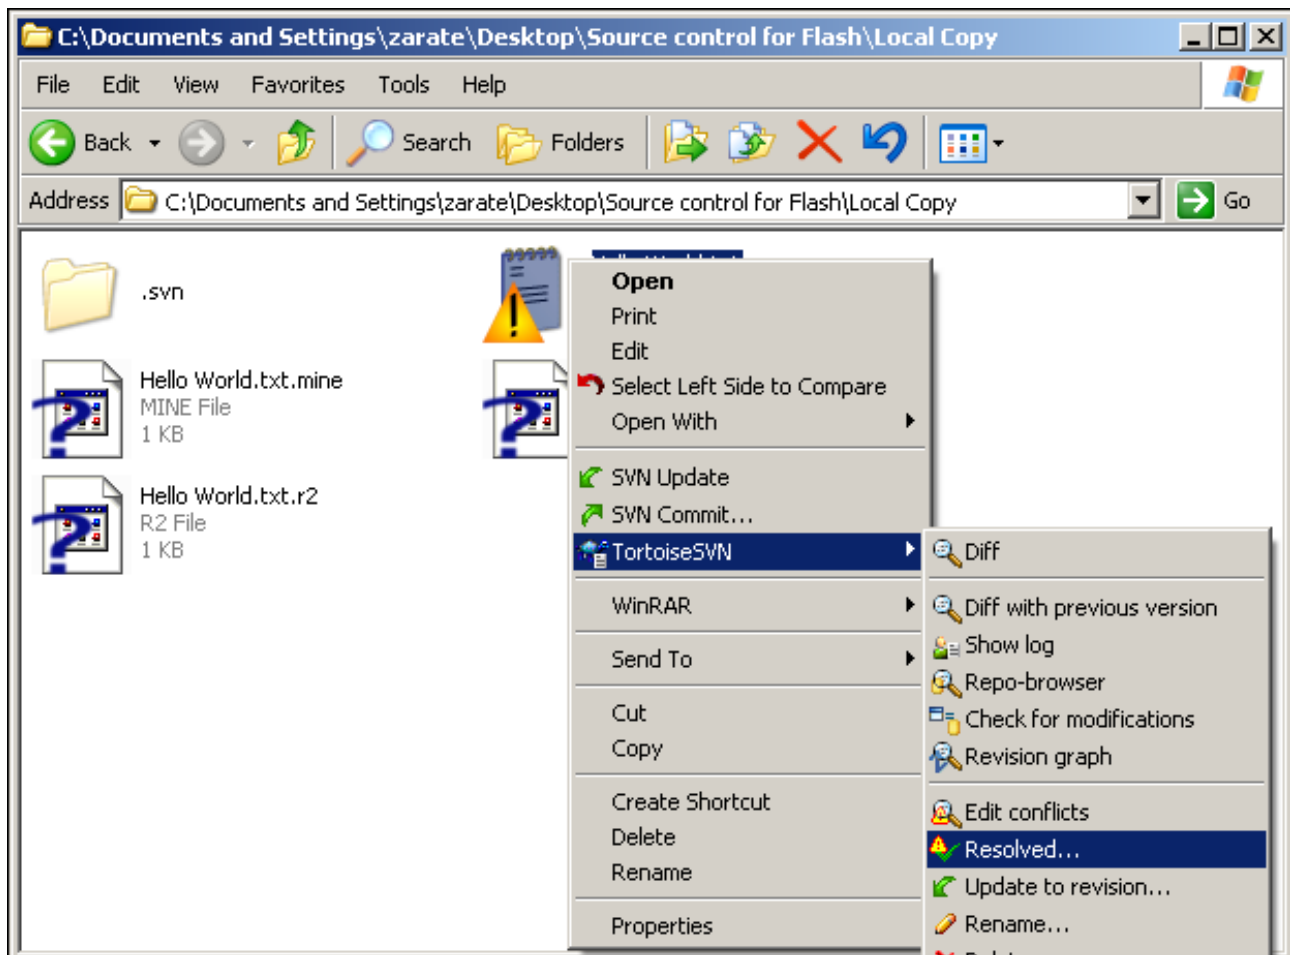 C:\Documents and Settings\zarate\Desktop\Source control for Flash\Local Copy
File Edit View Favorites Tools Help
Back Search Folders
Address C:\Documents and Settings\zarate\Desktop\Source control for Flash\Local Copy Go
.svn
Hello World.txt.mine
MINE File
1 KB
Hello World.txt.r2
R2 File
1 KB
Open
Print
Edit
Select Left Side to Compare
Open With
SVN Update
SVN Commit...
TortoiseSVN
WinRAR
Send To
Cut
Copy
Create Shortcut
Delete
Rename
Properties
Diff
Diff with previous version
Show log
Repo-browser
Check for modifications
Revision graph
Edit conflicts
Resolved...
Update to revision...
Rename...